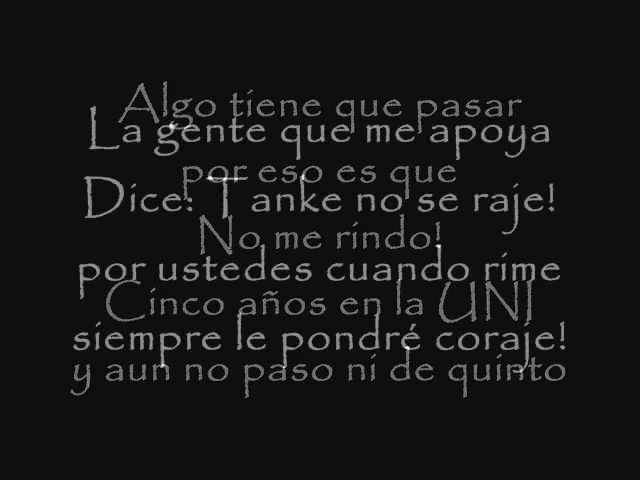 Algo tiene que pasar
La gente que me apoya
por eso es que
Dice: Tanke no se raje!
No me rindo!
por ustedes cuando rime
Cinco años en la UNI
siempre le pondré coraje!
y aun no paso ni de quinto